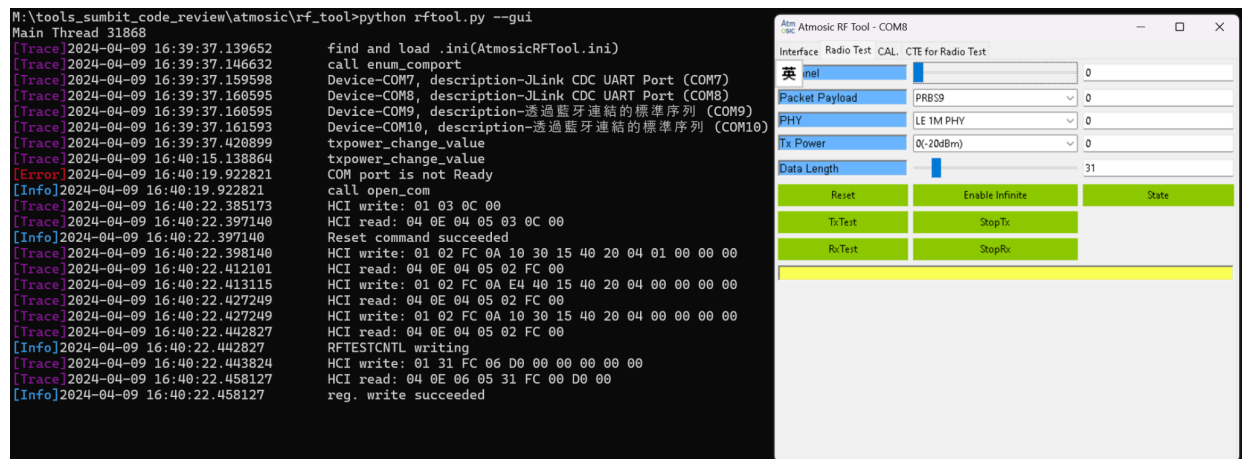 M:\tools_sumbit_code_review\atmosic\rf_tool>python rftool.py --gui
Main Thread 31868
[Trace]2024-04-09 16:39:37.139652 find and load .ini(AtmosicRFTool.ini)
[Trace]2024-04-09 16:39:37.146632 call enum_comport
[Trace]2024-04-09 16:39:37.159598 Device-COM7, description-JLink CDC UART Port (COM7)
[Trace]2024-04-09 16:39:37.160595 Device-COM8, description-JLink CDC UART Port (COM8)
[Trace]2024-04-09 16:39:37.160595 Device-COM9, description-透過藍牙連結的標準序列 (COM9)
[Trace]2024-04-09 16:39:37.161593 Device-COM10, description-透過藍牙連結的標準序列 (COM10)
[Trace]2024-04-09 16:39:37.420899 txpower_change_value
[Trace]2024-04-09 16:40:15.138864 txpower_change_value
[Error]2024-04-09 16:40:19.922821 COM port is not Ready
[Info]2024-04-09 16:40:19.922821 call open_com
[Trace]2024-04-09 16:40:22.385173 HCI write: 01 03 0C 00
[Trace]2024-04-09 16:40:22.397140 HCI read: 04 0E 04 05 03 0C 00
[Info]2024-04-09 16:40:22.397140 Reset command succeeded
[Trace]2024-04-09 16:40:22.398140 HCI write: 01 02 FC 0A 10 30 15 40 20 04 01 00 00 00
[Trace]2024-04-09 16:40:22.412101 HCI read: 04 0E 04 05 02 FC 00
[Trace]2024-04-09 16:40:22.413115 HCI write: 01 02 FC 0A E4 40 15 40 20 04 00 00 00 00
[Trace]2024-04-09 16:40:22.427249 HCI read: 04 0E 04 05 02 FC 00
[Trace]2024-04-09 16:40:22.427249 HCI write: 01 02 FC 0A 10 30 15 40 20 04 00 00 00 00
[Trace]2024-04-09 16:40:22.442827 HCI read: 04 0E 04 05 02 FC 00
[Info]2024-04-09 16:40:22.442827 RFTESTCNTL writing
[Trace]2024-04-09 16:40:22.443824 HCI write: 01 31 FC 06 D0 00 00 00 00 00
[Trace]2024-04-09 16:40:22.458127 HCI read: 04 0E 06 05 31 FC 00 D0 00
[Info]2024-04-09 16:40:22.458127 reg. write succeeded
Atmosic RF Tool - COM8
Interface Radio Test CAL. CTE for Radio Test
英 nel 0
Packet Payload PRBS9 0
PHY LE 1M PHY 0
Tx Power 0(-20dBm) 0
Data Length 31
Reset Enable Infinite State
TxTest StopTx
RxTest StopRx